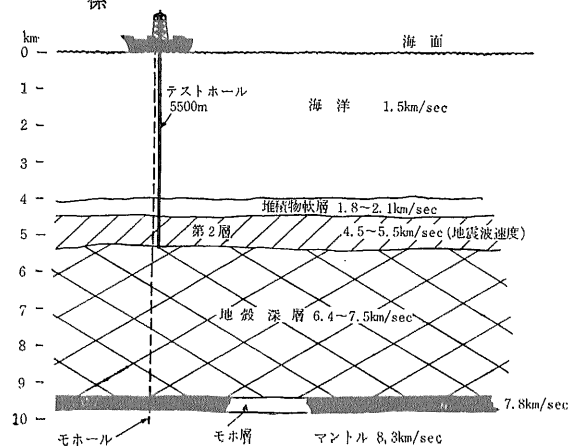 係
km
0
海面
1
テストホール
5500m
海洋 1.5km/sec
2
3
4
堆積物軟層 1.8~2.1km/sec
第2層 4.5~5.5km/sec(地震波速度)
5
6
7
地殻深層 6.4~7.5km/sec
8
9
7.8km/sec
10
モホール
モホ層
マントル 8,3km/sec